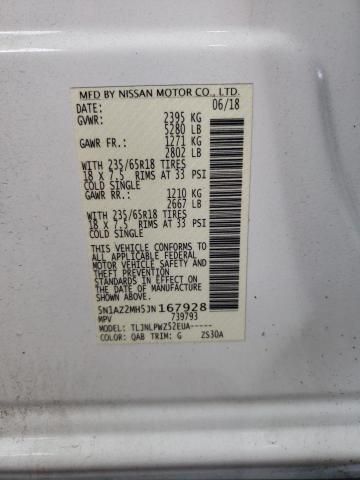 MFD BY NISSAN MOTOR CO., LTD.
DATE: 06/18
GVWR: 2395 KG
5280 LB
GAWR FR.: 1271 KG
2802 LB
WITH 235/65R18 TIRES
18 X 7.5 RIMS AT 33 PSI
COLD SINGLE
GAWR RR.: 1210 KG
2667 LB
WITH 235/65R18 TIRES
18 X 7.5 RIMS AT 33 PSI
COLD SINGLE
THIS VEHICLE CONFORMS TO
ALL APPLICABLE FEDERAL
MOTOR VEHICLE SAFETY
AND THEFT PREVENTION
STANDARDS IN EFFECT ON
THE DATE OF MANUFACTURE
SHOWN ABOVE.
5N1AZ2MH5JN167928
MPV 739793
MODEL: TLJNLPWZ52EUA-----
COLOR: QAB TRIM: G ZS30A